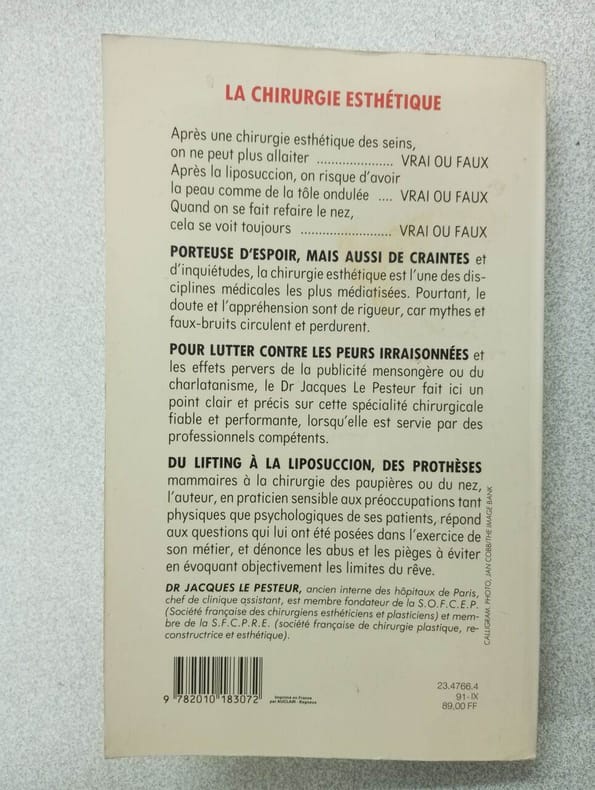 LA CHIRURGIE ESTHÉTIQUE
Après une chirurgie esthétique des seins,
on ne peut plus allaiter ..................... VRAI OU FAUX
Après la liposuccion, on risque d'avoir
la peau comme de la tôle ondulée .... VRAI OU FAUX
Quand on se fait refaire le nez,
cela se voit toujours ......................... VRAI OU FAUX
PORTEUSE D'ESPOIR, MAIS AUSSI DE CRAINTES et
d'inquiétudes, la chirurgie esthétique est l'une des dis-
ciplines médicales les plus médiatisées. Pourtant, le
doute et l'appréhension sont de rigueur, car mythes et
faux-bruits circulent et perdurent.
POUR LUTTER CONTRE LES PEURS IRRAISONNÉES et
les effets pervers de la publicité mensongère ou du
charlatanisme, le Dr Jacques Le Pesteur fait ici un
point clair et précis sur cette spécialité chirurgicale
fiable et performante, lorsqu'elle est servie par des
professionnels compétents.
DU LIFTING À LA LIPOSUCCION, DES PROTHÈSES
mammaires à la chirurgie des paupières ou du nez,
l'auteur, en praticien sensible aux préoccupations tant
physiques que psychologiques de ses patients, répond
aux questions qui lui ont été posées dans l'exercice de
son métier, et dénonce les abus et les pièges à éviter
en évoquant objectivement les limites du rêve.
DR JACQUES LE PESTEUR, ancien interne des hôpitaux de Paris,
chef de clinique assistant, est membre fondateur de la S.O.F.C.E.P.
(Société française des chirurgiens esthéticiens et plasticiens) et mem-
bre de la S.F.C.P.R.E. (société française de chirurgie plastique, re-
constructrice et esthétique).
CALLIGRAM. PHOTO, JAN COBB/THE IMAGE BANK
9 782010 183072
Imprimé en France
par AUCLAIR - Bagneux
23.4766.4
91-IX
89,00 FF